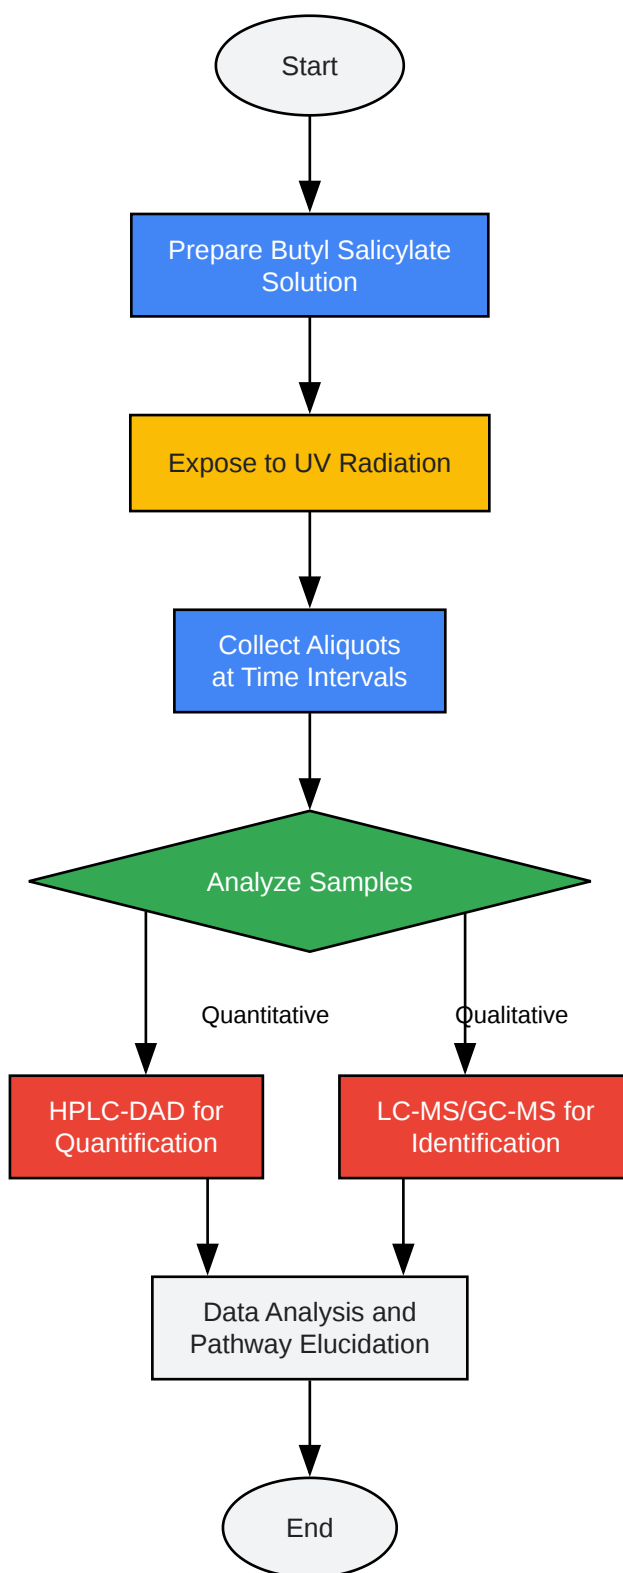 Start
Prepare Butyl Salicylate
Solution
Expose to UV Radiation
Collect Aliquots
at Time Intervals
Analyze Samples
Quantitative
Qualitative
HPLC-DAD for
Quantification
LC-MS/GC-MS for
Identification
Data Analysis and
Pathway Elucidation
End